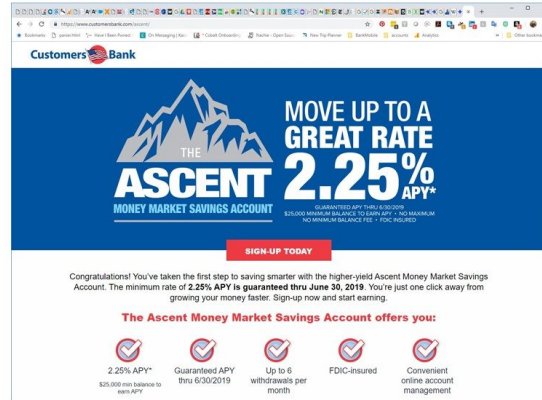 https://www.customersbank.com/ascent/
Bookmarks
Customers Bank
THE
ASCENT
MONEY MARKET SAVINGS ACCOUNT
MOVE UP TO A
GREAT RATE
2.25%
APY*
GUARANTEED APY THRU 6/30/2019
$25,000 MINIMUM BALANCE TO EARN APY • NO MAXIMUM
NO MINIMUM BALANCE FEE • FDIC INSURED
SIGN-UP TODAY
Congratulations! You've taken the first step to saving smarter with the higher-yield Ascent Money Market Savings
Account. The minimum rate of 2.25% APY is guaranteed thru June 30, 2019. You're just one click away from
growing your money faster. Sign-up now and start earning.
The Ascent Money Market Savings Account offers you:
2.25% APY*
$25,000 min balance to
earn APY
Guaranteed APY
thru 6/30/2019
Up to 6
withdrawals per
month
FDIC-insured
Convenient
online account
management